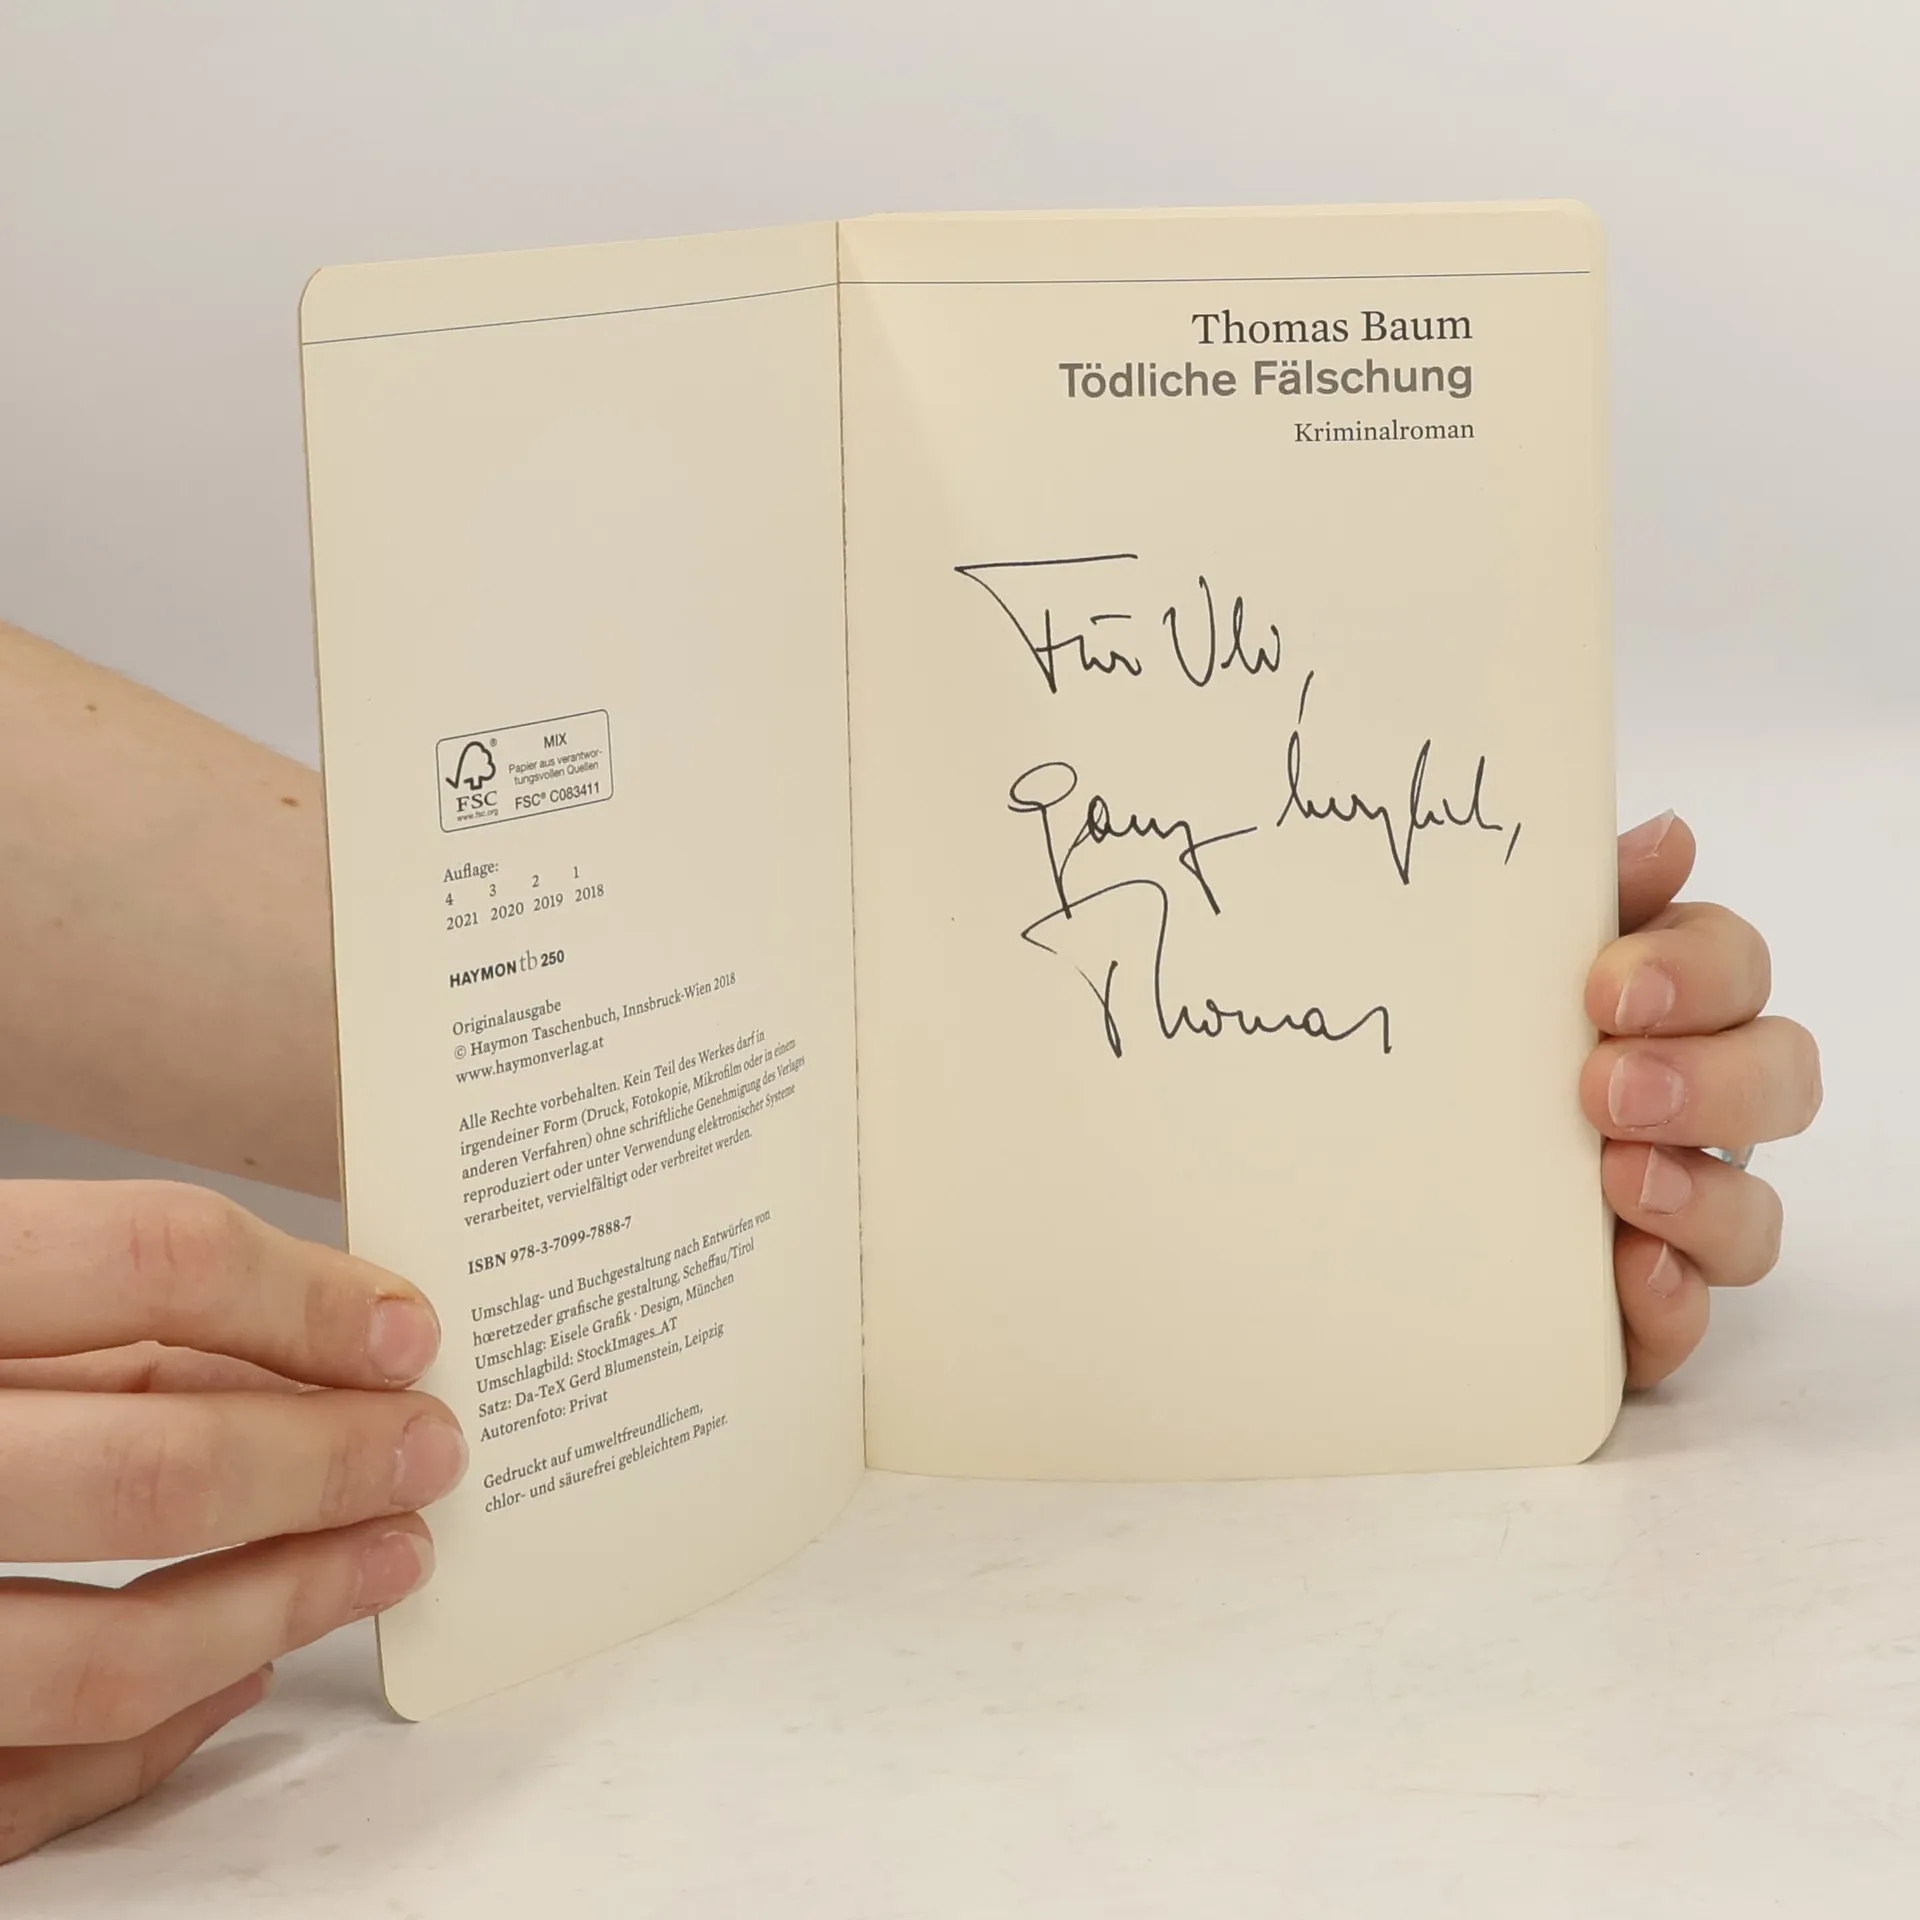 MIX
Papier aus verantwor-
tungsvollen Quellen
FSC® C083411
FSC
www.fsc.org
Auflage:
4 3 2 1
2021 2020 2019 2018
HAYMON tb 250
Originalausgabe
© Haymon Taschenbuch, Innsbruck-Wien 2018
www.haymonverlag.at
Alle Rechte vorbehalten. Kein Teil des Werkes darf in
irgendeiner Form (Druck, Fotokopie, Mikrofilm oder in einem
anderen Verfahren) ohne schriftliche Genehmigung des Verlages
reproduziert oder unter Verwendung elektronischer Systeme
verarbeitet, vervielfältigt oder verbreitet werden.
ISBN 978-3-7099-7888-7
Umschlag- und Buchgestaltung nach Entwürfen von
hœretzeder grafische gestaltung, Scheffau/Tirol
Umschlag: Eisele Grafik · Design, München
Umschlagbild: StockImages_AT
Satz: Da-TeX Gerd Blumenstein, Leipzig
Autorenfoto: Privat
Gedruckt auf umweltfreundlichem,
chlor- und säurefrei gebleichtem Papier.
Thomas Baum
Tödliche Fälschung
Kriminalroman
Für
Ganz herzlich,
Thomas